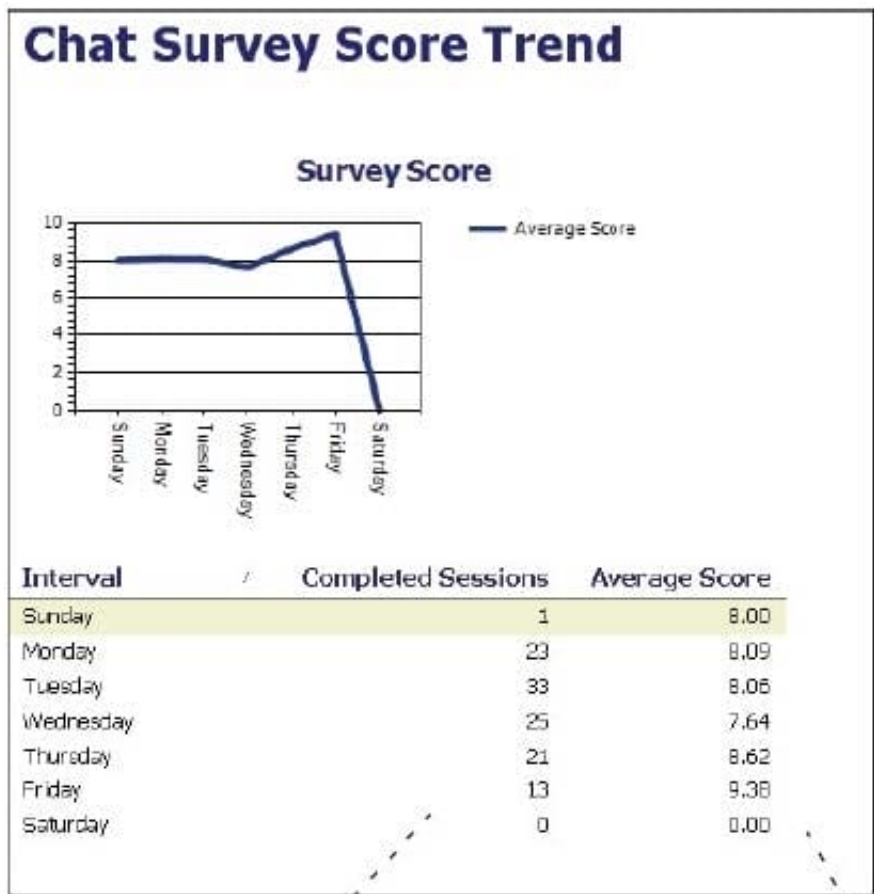 Chat Survey Score Trend
Survey Score
Average Score
10
8
6
4
2
0
Sunday
Monday
Tuesday
Wednesday
Thursday
Friday
Saturday
Interval / Completed Sessions Average Score
Sunday 1 8.00
Monday 23 8.09
Tuesday 33 8.06
Wednesday 25 7.64
Thursday 21 8.62
Friday 13 9.38
Saturday 0 0.00